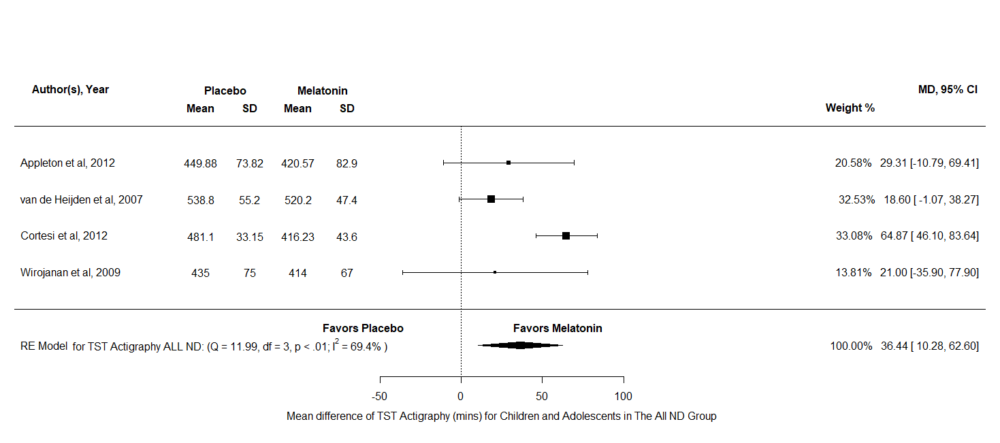 Author(s), Year Placebo Melatonin MD, 95% CI
Mean SD Mean SD Weight %
Appleton et al, 2012 449.88 73.82 420.57 82.9 20.58% 29.31 [-10.79, 69.41]
van de Heijden et al, 2007 538.8 55.2 520.2 47.4 32.53% 18.60 [ -1.07, 38.27]
Cortesi et al, 2012 481.1 33.15 416.23 43.6 33.08% 64.87 [ 46.10, 83.64]
Wirojanan et al, 2009 435 75 414 67 13.81% 21.00 [-35.90, 77.90]
Favors Placebo Favors Melatonin
RE Model for TST Actigraphy ALL ND: (Q = 11.99, df = 3, p < .01; I² = 69.4% ) 100.00% 36.44 [ 10.28, 62.60]
-50 0 50 100
Mean difference of TST Actigraphy (mins) for Children and Adolescents in The All ND Group